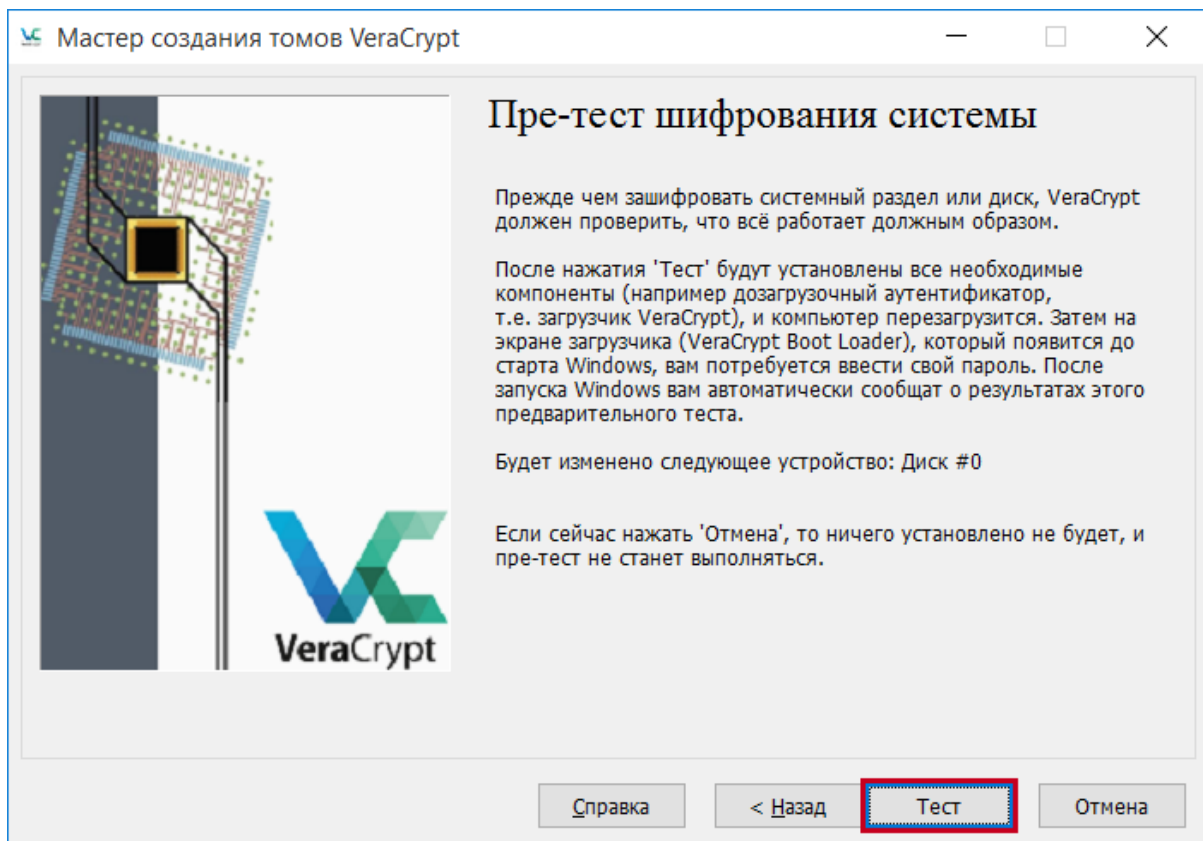 Мастер создания томов VeraCrypt
Пре-тест шифрования системы
Прежде чем зашифровать системный раздел или диск, VeraCrypt
должен проверить, что всё работает должным образом.
После нажатия 'Тест' будут установлены все необходимые
компоненты (например дозагрузочный аутентификатор,
т.е. загрузчик VeraCrypt), и компьютер перезагрузится. Затем на
экране загрузчика (VeraCrypt Boot Loader), который появится до
старта Windows, вам потребуется ввести свой пароль. После
запуска Windows вам автоматически сообщат о результатах этого
предварительного теста.
Будет изменено следующее устройство: Диск #0
Если сейчас нажать 'Отмена', то ничего установлено не будет, и
пре-тест не станет выполняться.
VeraCrypt
Справка
< Назад
Тест
Отмена